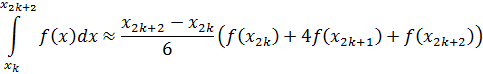 ∫_{x_k}^{x_{2k+2}} f(x)dx ≈ \frac{x_{2k+2} − x_{2k}}{6} (f(x_{2k}) + 4f(x_{2k+1}) + f(x_{2k+2}))